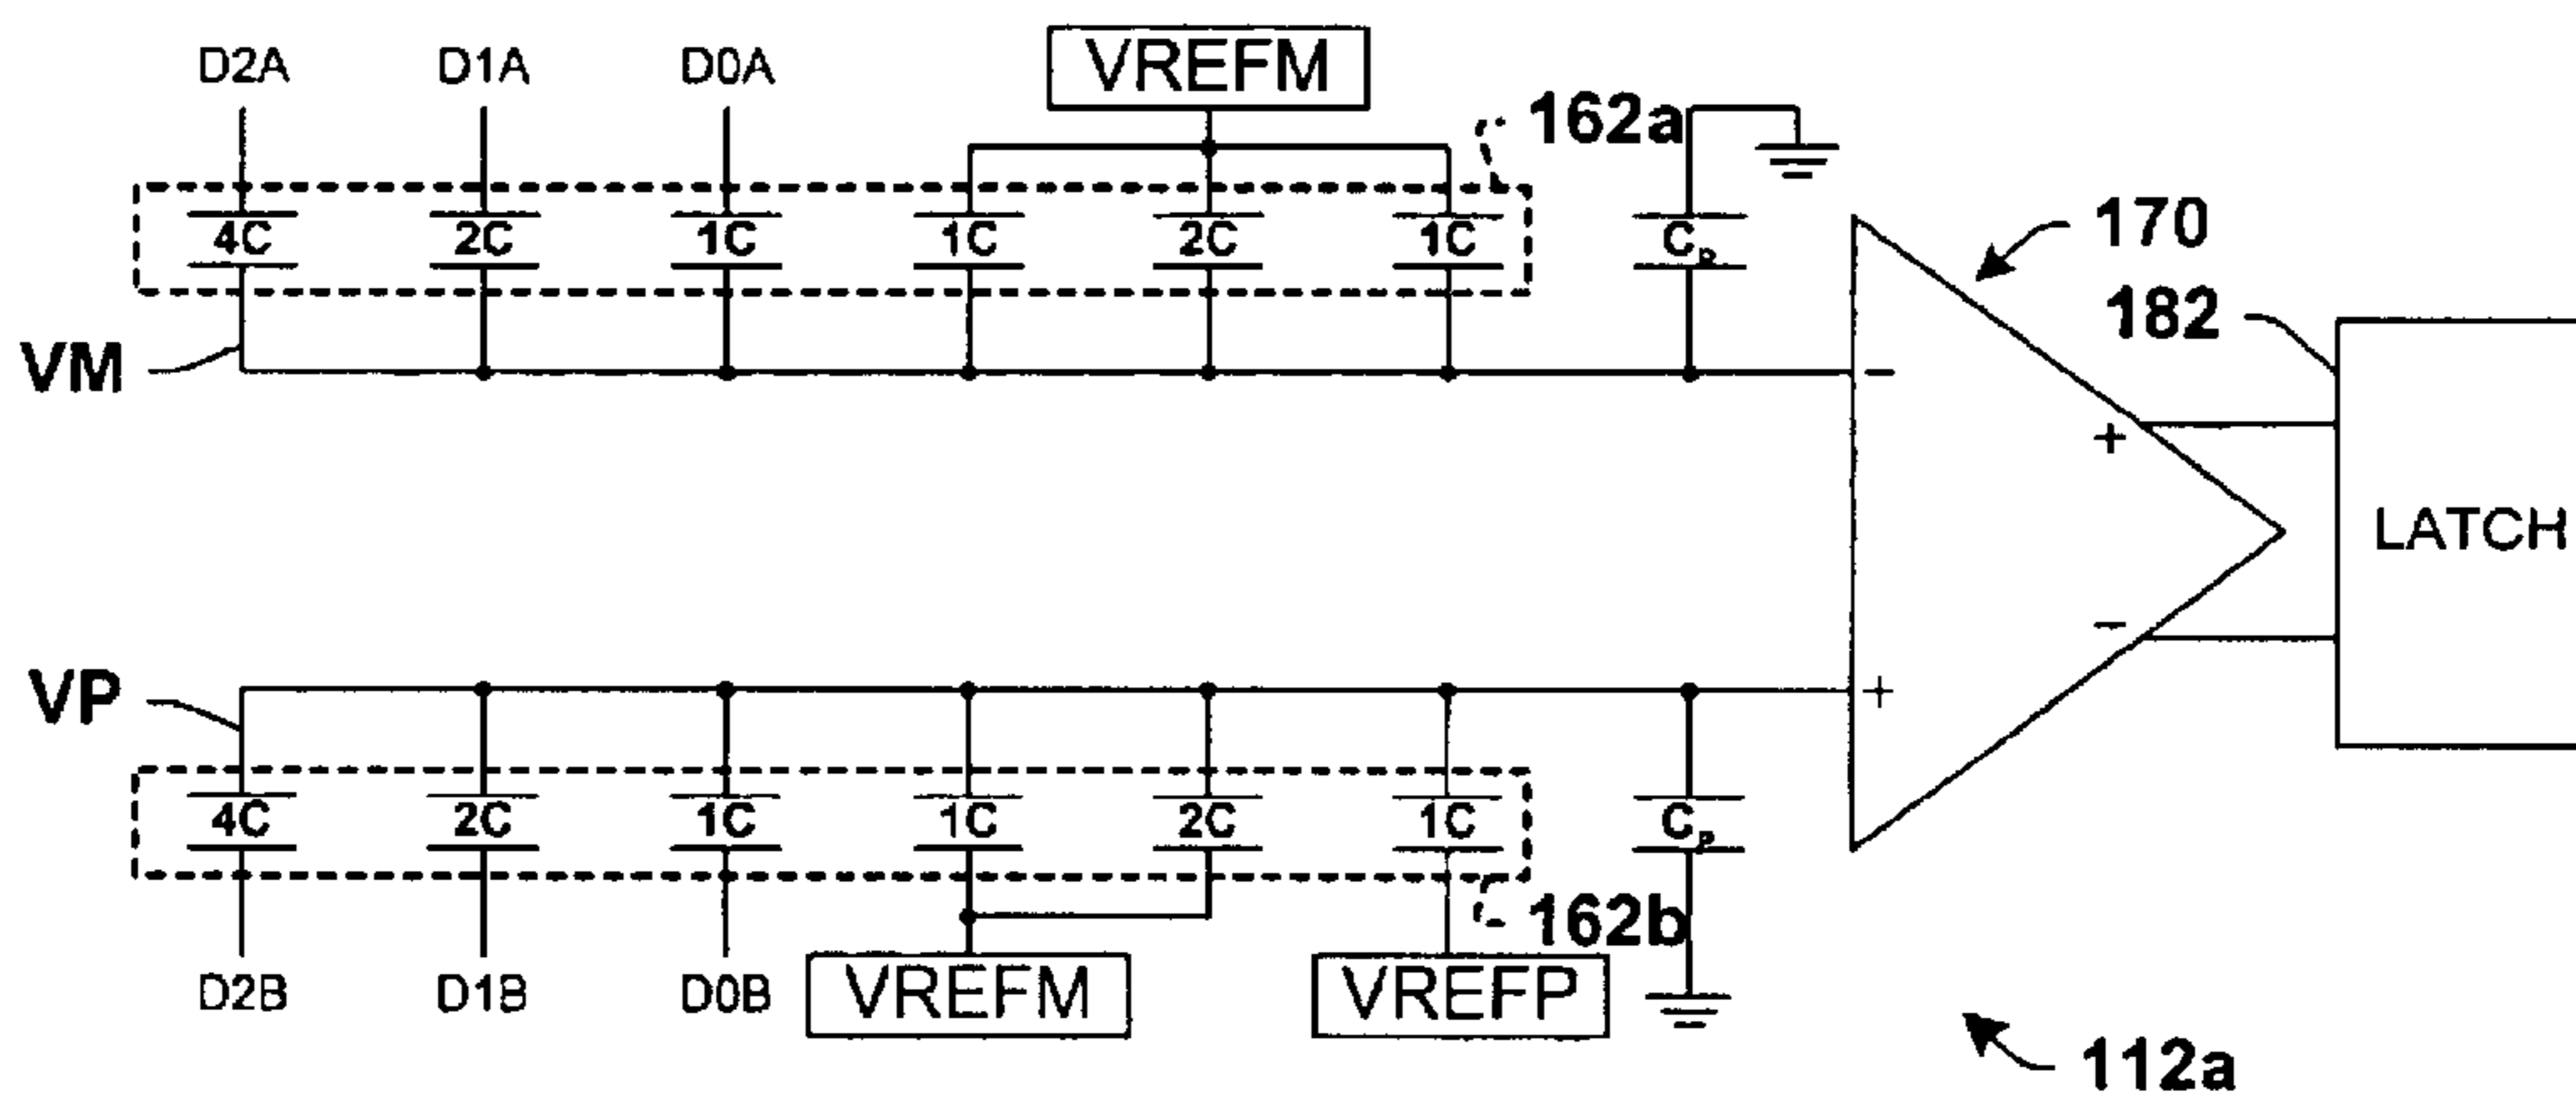 D2A D1A D0A VREFM
162a
4C 2C 1C 1C 2C 1C Cp
170
182
VM
−
+
LATCH
−
VP
+
4C 2C 1C 1C 2C 1C Cp
162b
D2B D1B D0B VREFM VREFP
112a